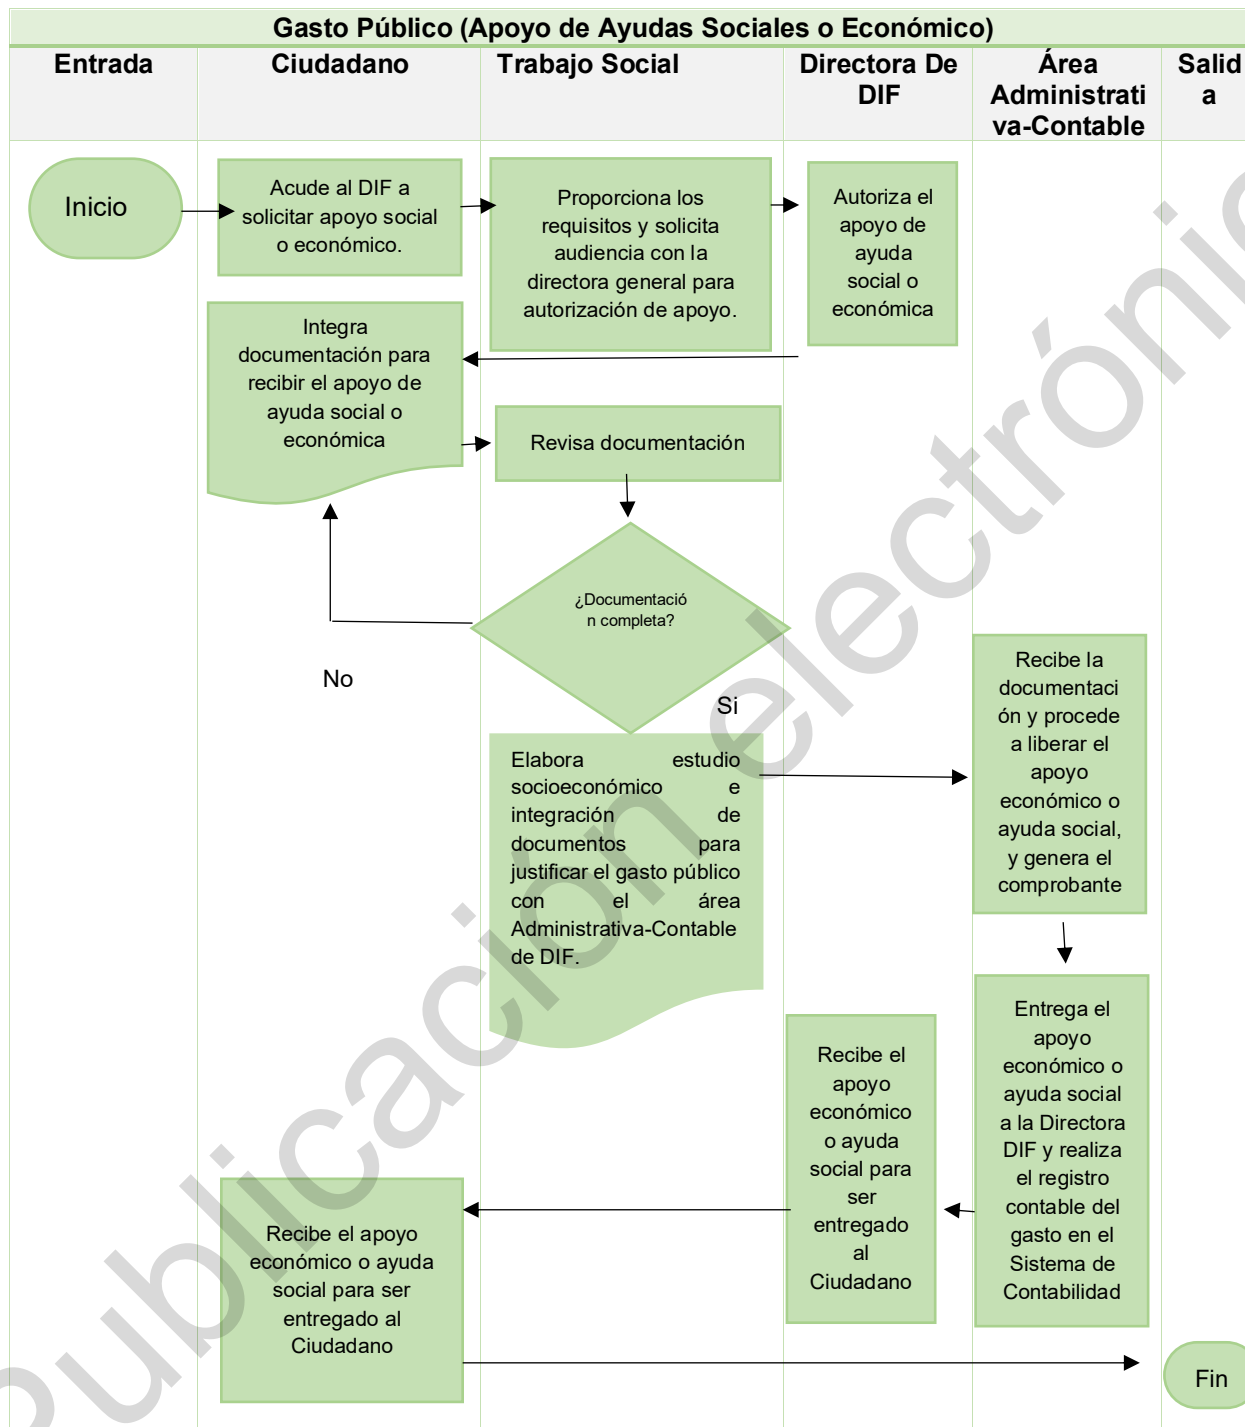 Gasto Público (Apoyo de Ayudas Sociales o Económico)
Entrada
Ciudadano
Trabajo Social
Directora De
DIF
Área
Administrati
va-Contable
Salid
a
Inicio
Acude al DIF a
solicitar apoyo social
o económico.
Proporciona los
requisitos y solicita
audiencia con la
directora general para
autorización de apoyo.
Autoriza el
apoyo de
ayuda
social o
económica
Integra
documentación para
recibir el apoyo de
ayuda social o
económica
Revisa documentación
¿Documentació
n completa?
No
Si
Elabora estudio
socioeconómico e
integración de
documentos para
justificar el gasto público
con el área
Administrativa-Contable
de DIF.
Recibe la
documentaci
ón y procede
a liberar el
apoyo
económico o
ayuda social,
y genera el
comprobante
Entrega el
apoyo
económico o
ayuda social
a la Directora
DIF y realiza
el registro
contable del
gasto en el
Sistema de
Contabilidad
Recibe el
apoyo
económico
o ayuda
social para
ser
entregado
al
Ciudadano
Recibe el apoyo
económico o ayuda
social para ser
entregado al
Ciudadano
Fin
Publicación electrónic